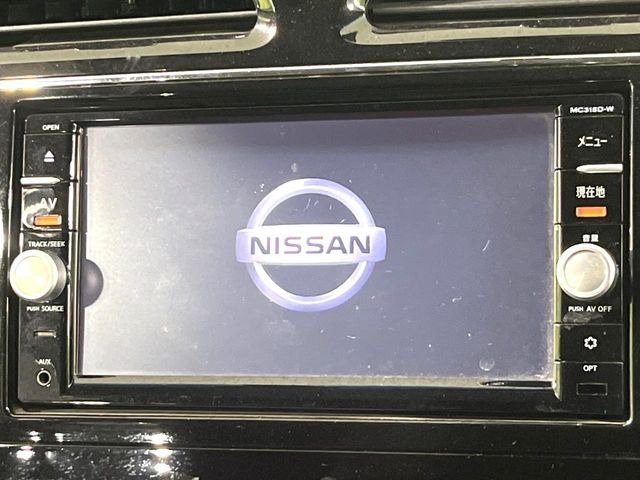 MC315D-W
OPEN
メニュー
AV
現在地
TRACK/SEEK
音量
NISSAN
PUSH SOURCE
PUSH AV OFF
AUX
OPT